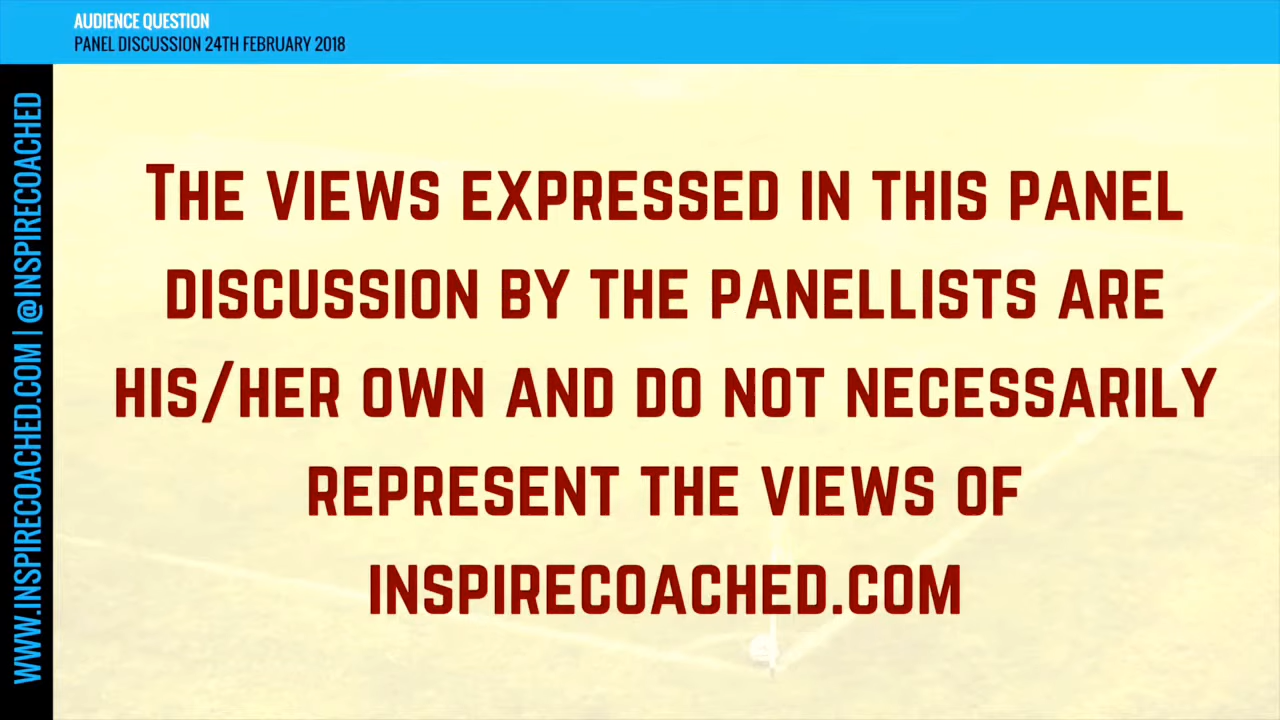 AUDIENCE QUESTION
PANEL DISCUSSION 24TH FEBRUARY 2018
WWW.INSPIRECOACHED.COM | @INSPIRECOACHED
THE VIEWS EXPRESSED IN THIS PANEL
DISCUSSION BY THE PANELLISTS ARE
HIS/HER OWN AND DO NOT NECESSARILY
REPRESENT THE VIEWS OF
INSPIRECOACHED.COM